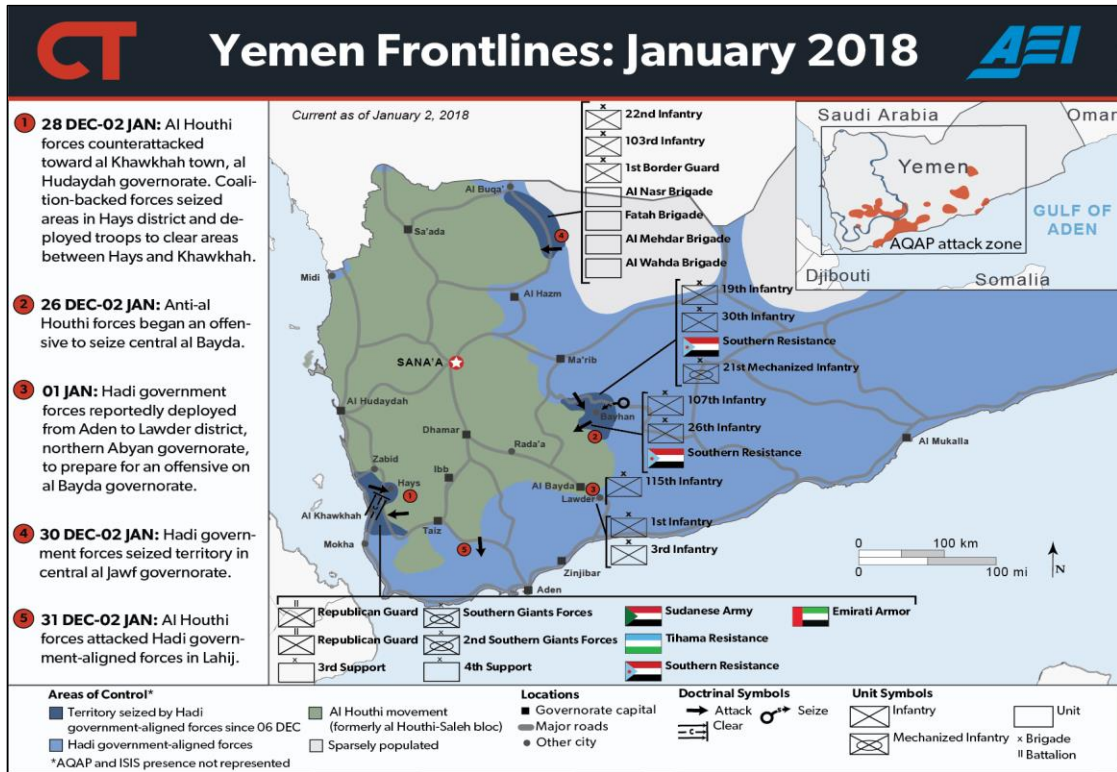 CT
Yemen Frontlines: January 2018
AEI
1 28 DEC-02 JAN: Al Houthi
forces counterattacked
toward al Khawkhah town, al
Hudaydah governorate. Coali-
tion-backed forces seized
areas in Hays district and de-
ployed troops to clear areas
between Hays and Khawkhah.
2 26 DEC-02 JAN: Anti-al
Houthi forces began an offen-
sive to seize central al Bayda.
3 01 JAN: Hadi government
forces reportedly deployed
from Aden to Lawder district,
northern Abyan governorate,
to prepare for an offensive on
al Bayda governorate.
4 30 DEC-02 JAN: Hadi govern-
ment forces seized territory in
central al Jawf governorate.
5 31 DEC-02 JAN: Al Houthi
forces attacked Hadi govern-
ment-aligned forces in Lahij.
Current as of January 2, 2018
x
22nd Infantry
x
103rd Infantry
x
1st Border Guard
Al Nasr Brigade
Fatah Brigade
Al Mehdar Brigade
Al Wahda Brigade
Saudi Arabia
Oman
Yemen
GULF OF
ADEN
AQAP attack zone
Djibouti
Somalia
Al Buqa'
Sa'ada
4
Midi
Al Hazm
x
19th Infantry
x
30th Infantry
Southern Resistance
x
21st Mechanized Infantry
SANA'A
Ma'rib
S
Bayhan
2
x
107th Infantry
x
26th Infantry
Southern Resistance
Al Hudaydah
Dhamar
Rada'a
Al Mukalla
Zabid
Ibb
Hays
1
Al Bayda
3
Lawder
x
115th Infantry
C
Al Khawkhah
Taiz
Mokha
5
x
1st Infantry
x
3rd Infantry
Zinjibar
Aden
0
100 km
0
100 mi
N
II
Republican Guard
x
Southern Giants Forces
Sudanese Army
Emirati Armor
II
Republican Guard
x
2nd Southern Giants Forces
Tihama Resistance
x
3rd Support
x
4th Support
Southern Resistance
Areas of Control*
Territory seized by Hadi
government-aligned forces since 06 DEC
Hadi government-aligned forces
*AQAP and ISIS presence not represented
Al Houthi movement
(formerly al Houthi-Saleh bloc)
Sparsely populated
Locations
Governorate capital
Major roads
Other city
Doctrinal Symbols
Attack
S
Seize
C
Clear
Unit Symbols
Infantry
Mechanized Infantry
Unit
x Brigade
II Battalion